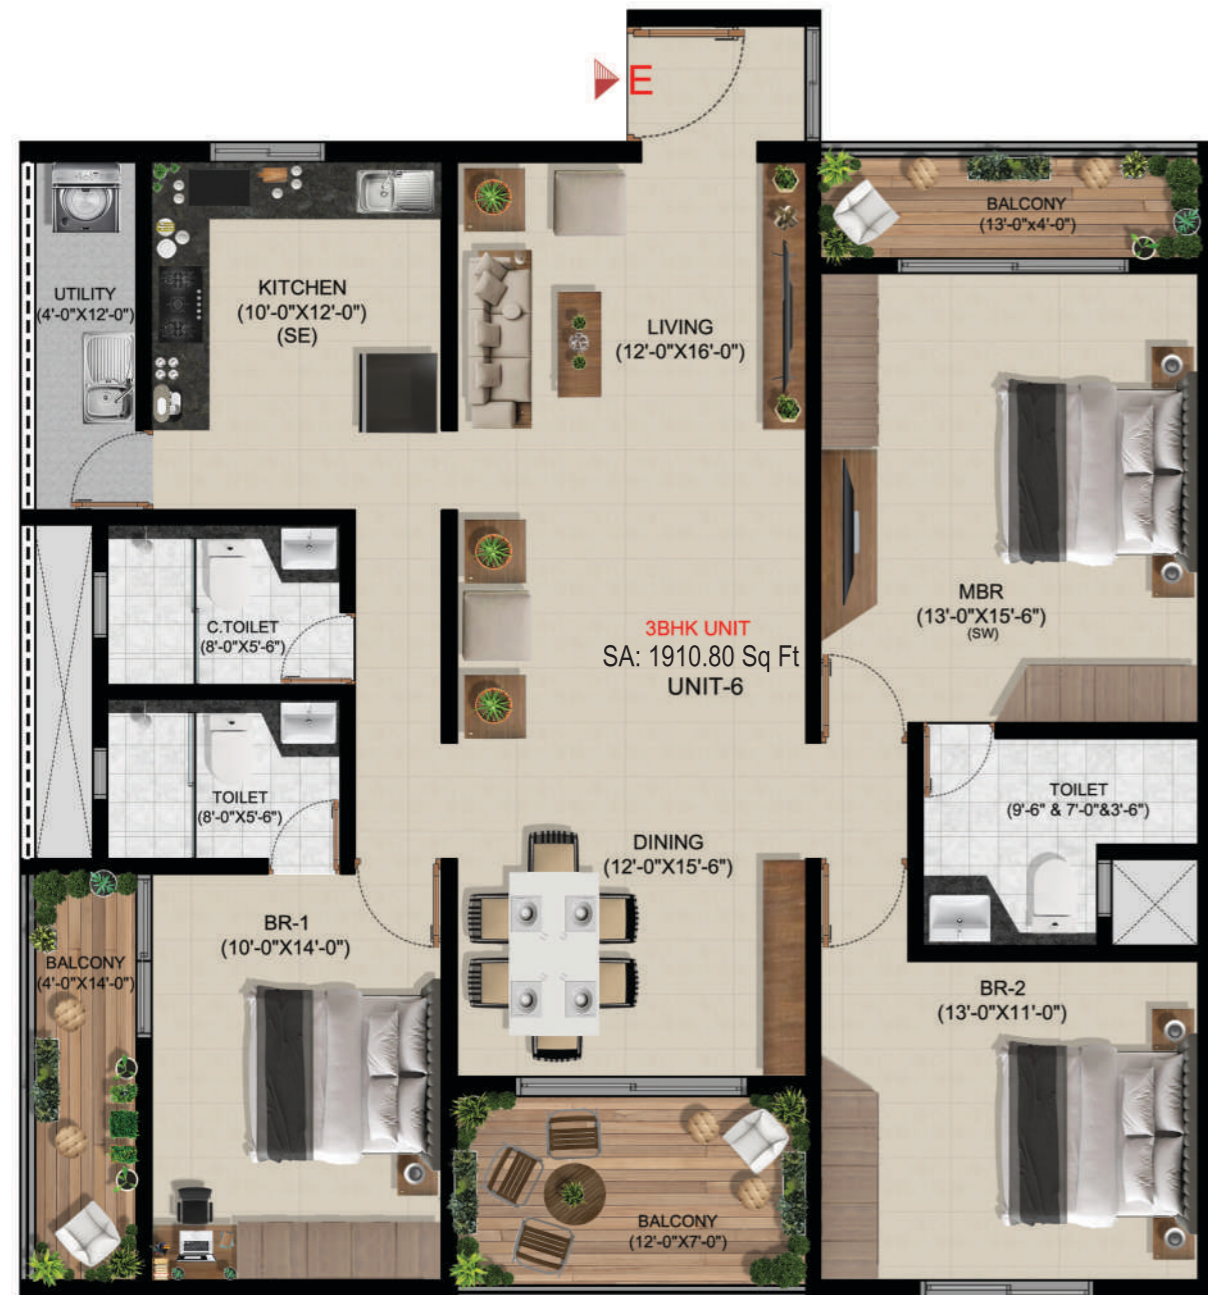 E
BALCONY
(13'-0"x4'-0")
UTILITY
(4'-0"X12'-0")
KITCHEN
(10'-0"X12'-0")
(SE)
LIVING
(12'-0"X16'-0")
MBR
(13'-0"X15'-6")
(SW)
C.TOILET
(8'-0"X5'-6")
3BHK UNIT
SA: 1910.80 Sq Ft
UNIT-6
TOILET
(8'-0"X5'-6")
TOILET
(9'-6" & 7'-0"&3'-6")
DINING
(12'-0"X15'-6")
BR-1
(10'-0"X14'-0")
BALCONY
(4'-0"X14'-0")
BR-2
(13'-0"X11'-0")
BALCONY
(12'-0"X7'-0")